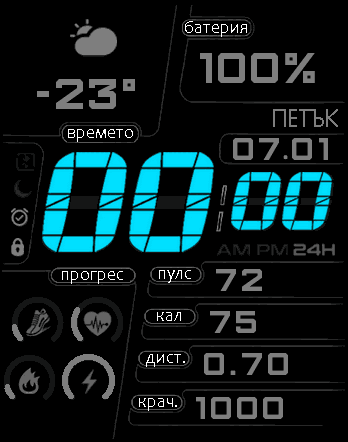 батерия
100%
-23°
ПЕТЪК
времето
07.01
00:00
AM PM 24H
прогрес
пулс 72
кал 75
дист. 0.70
крач. 1000